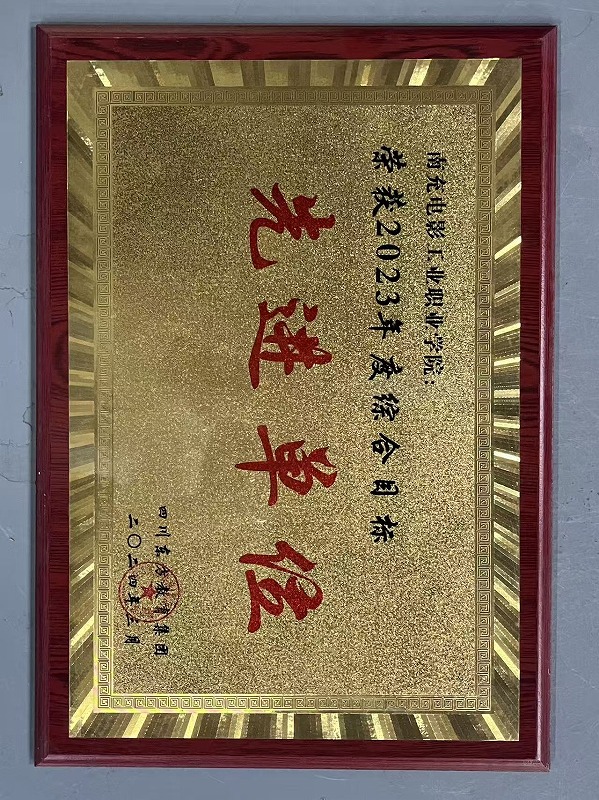 南充电影工业职业学院：
荣获2023年度综合目标
先进单位
四川东方教育集团
二〇二四年三月